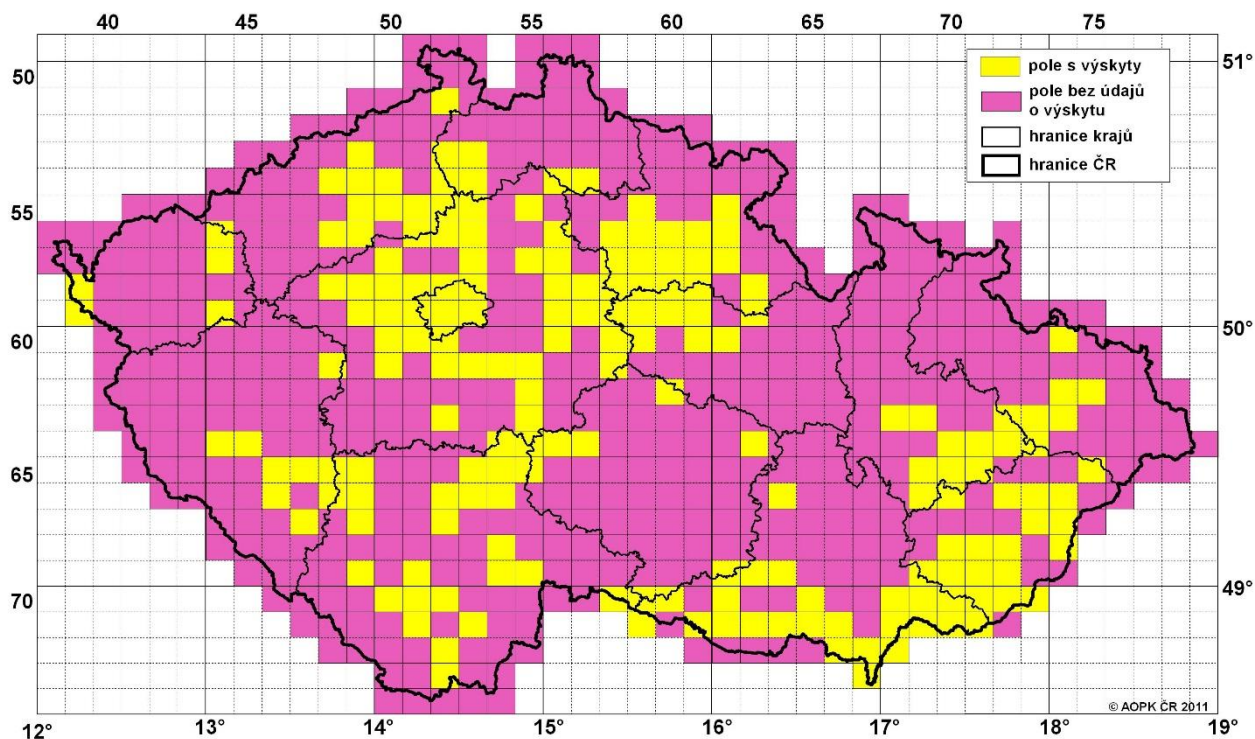 40 45 50 55 60 65 70 75
50 51°
pole s výskyty
pole bez údajů
o výskytu
hranice krajů
hranice ČR
55
60 50°
65
70 49°
© AOPK ČR 2011
12° 13 14 15 16 17 18 19°